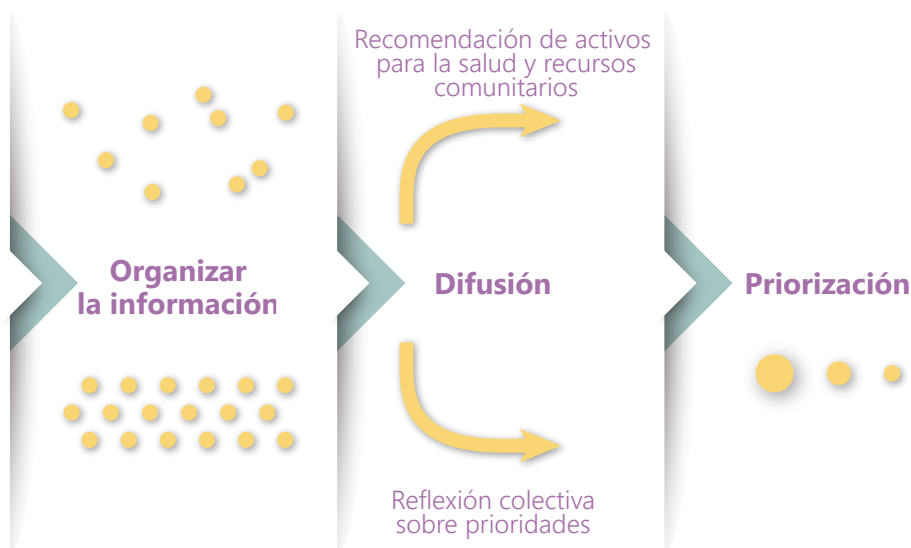 Recomendación de activos
para la salud y recursos
comunitarios
Organizar
la información
Difusión
Priorización
Reflexión colectiva
sobre prioridades